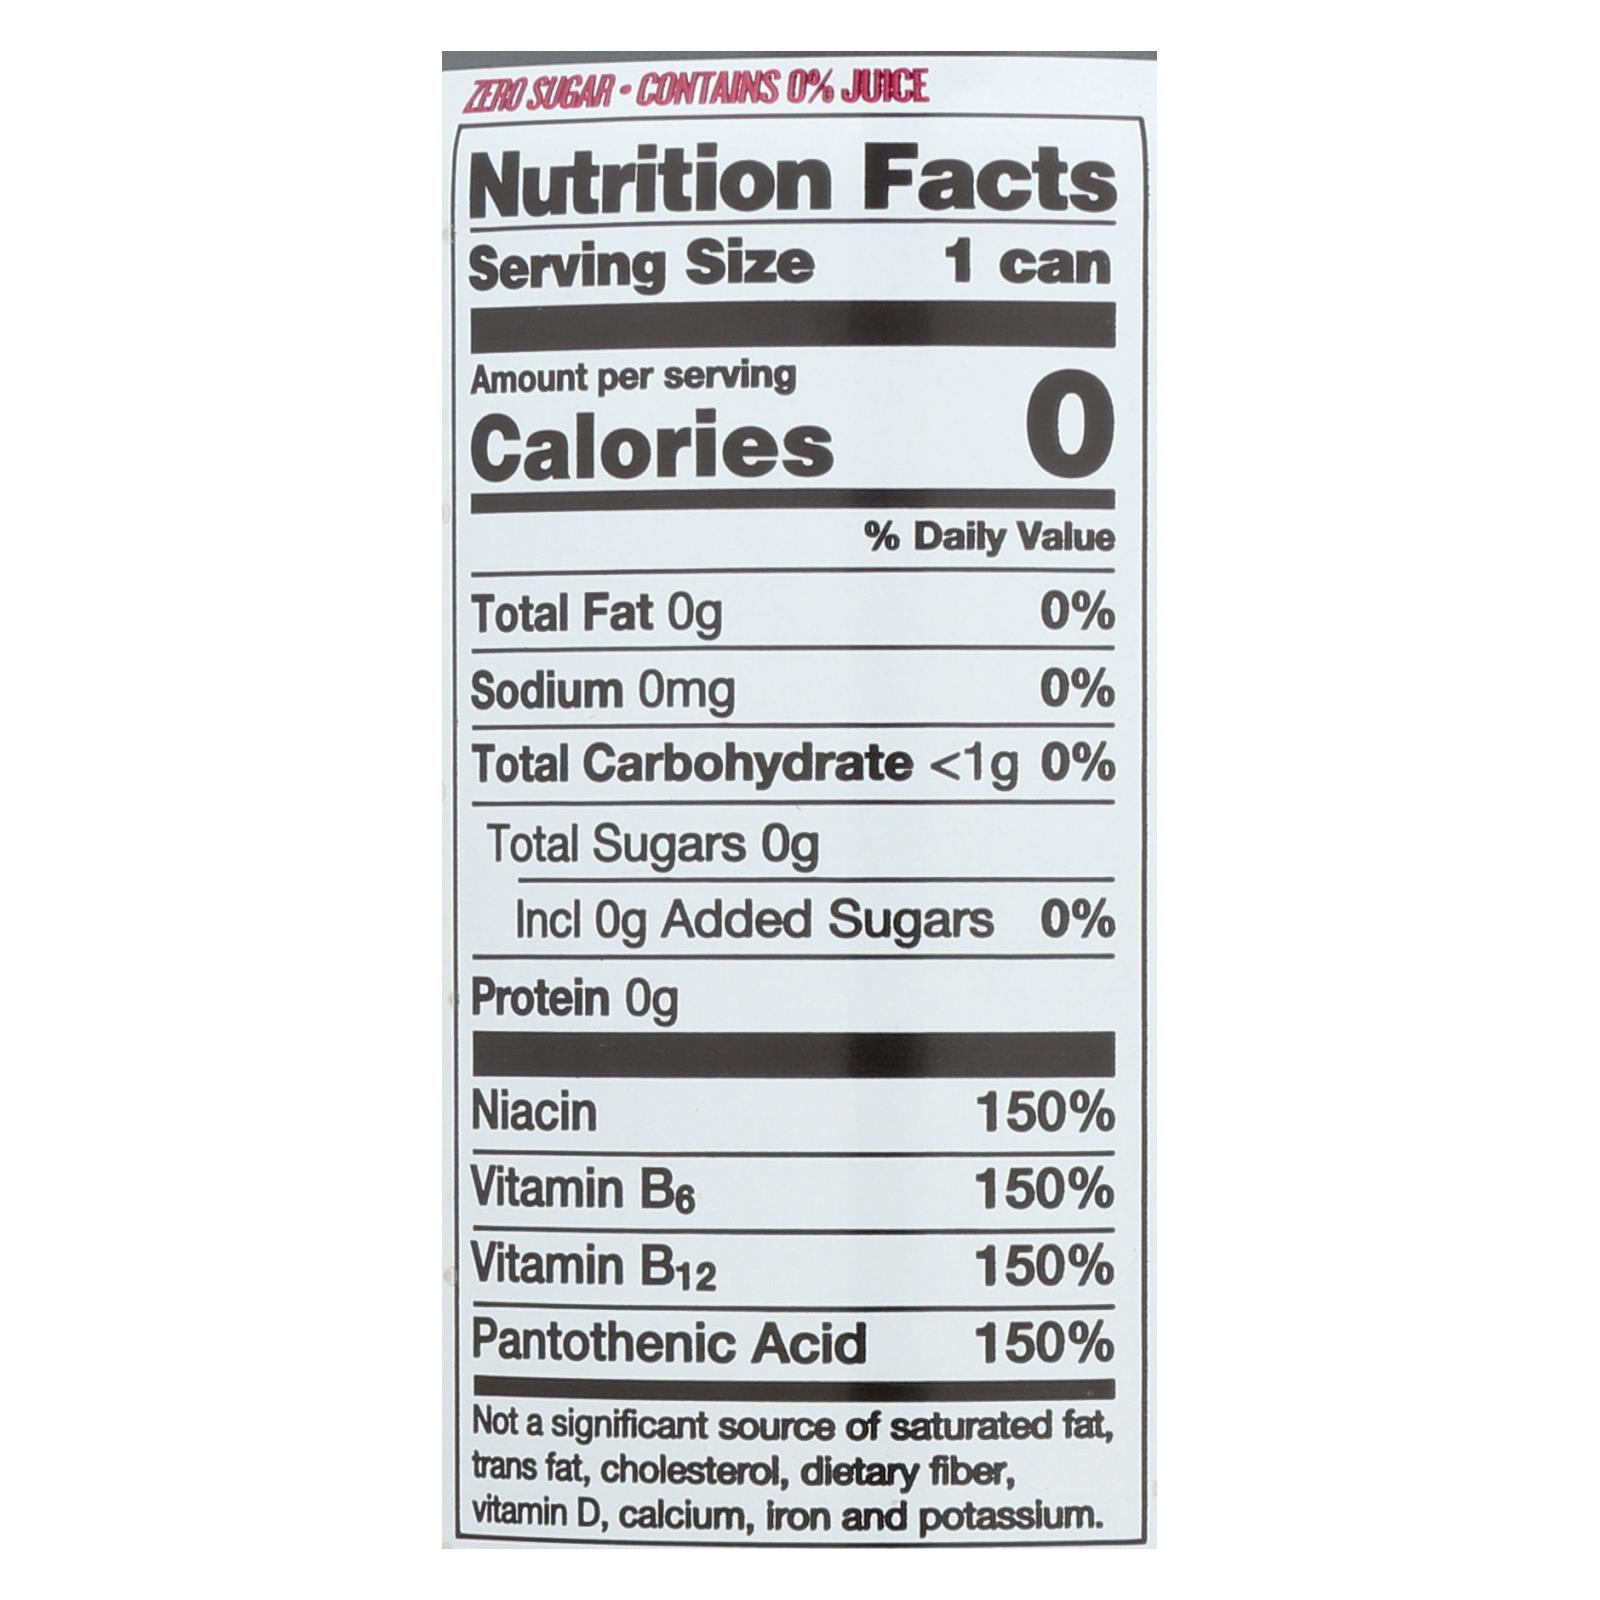 ZERO SUGAR • CONTAINS 0% JUICE
Nutrition Facts
Serving Size 1 can
Amount per serving
Calories 0
% Daily Value
Total Fat 0g 0%
Sodium 0mg 0%
Total Carbohydrate <1g 0%
Total Sugars 0g
Incl 0g Added Sugars 0%
Protein 0g
Niacin 150%
Vitamin B6 150%
Vitamin B12 150%
Pantothenic Acid 150%
Not a significant source of saturated fat,
trans fat, cholesterol, dietary fiber,
vitamin D, calcium, iron and potassium.